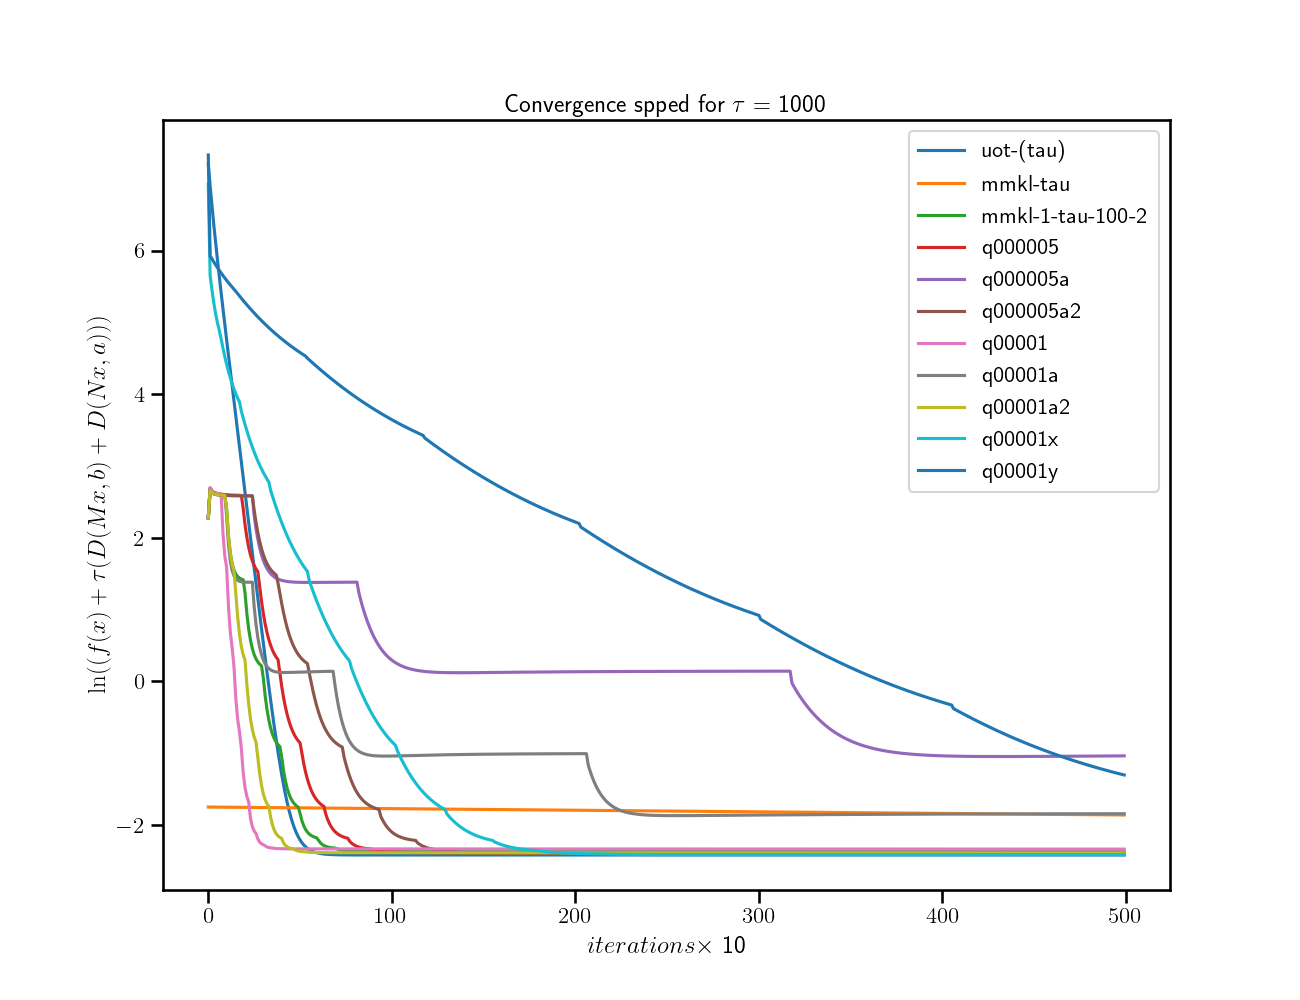 Convergence spped for τ = 1000
ln((f(x) + τ(D(Mx, b) + D(Nx, a)))
6
4
2
0
−2
0
100
200
300
400
500
iterations× 10
uot-(tau)
mmkl-tau
mmkl-1-tau-100-2
q000005
q000005a
q000005a2
q00001
q00001a
q00001a2
q00001x
q00001y